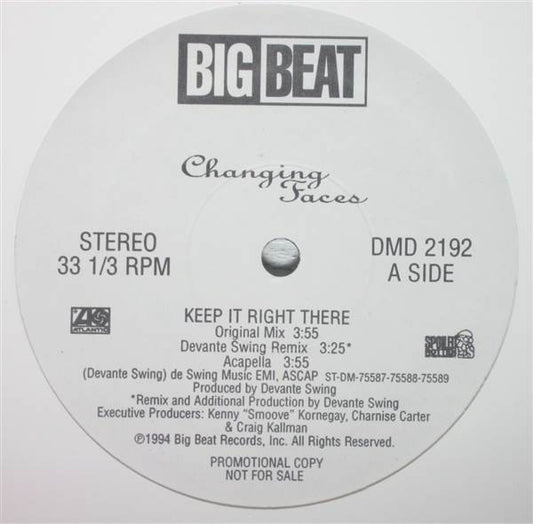 BIG BEAT
Changing
Faces
STEREO
33 1/3 RPM
DMD 2192
A SIDE
ATLANTIC
SPOILED
KEEP IT RIGHT THERE
Original Mix 3:55
Devante Swing Remix 3:25*
Acapella 3:55
(Devante Swing) de Swing Music EMI, ASCAP ST-DM-75587-75588-75589
Produced by Devante Swing
*Remix and Additional Production by Devante Swing
Executive Producers: Kenny "Smoove" Kornegay, Charnise Carter
& Craig Kallman
℗1994 Big Beat Records, Inc. All Rights Reserved.
PROMOTIONAL COPY
NOT FOR SALE